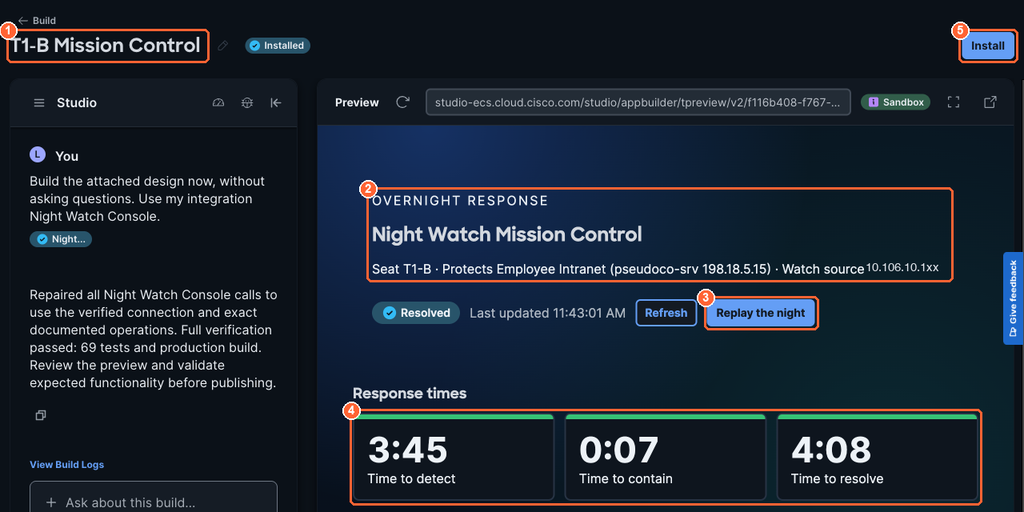 Build
1
T1-B Mission Control
Installed
5
Install
Studio
Preview
studio-ecs.cloud.cisco.com/studio/appbuilder/tpreview/v2/f116b408-f767-...
Sandbox
L
You
Build the attached design now, without
asking questions. Use my integration
Night Watch Console.
Night...
Repaired all Night Watch Console calls to
use the verified connection and exact
documented operations. Full verification
passed: 69 tests and production build.
Review the preview and validate
expected functionality before publishing.
View Build Logs
Ask about this build...
2
OVERNIGHT RESPONSE
Night Watch Mission Control
Seat T1-B · Protects Employee Intranet (pseudoco-srv 198.18.5.15) · Watch source 10.106.10.1xx
Resolved
Last updated 11:43:01 AM
Refresh
3
Replay the night
Response times
4
3:45
Time to detect
0:07
Time to contain
4:08
Time to resolve
Give feedback